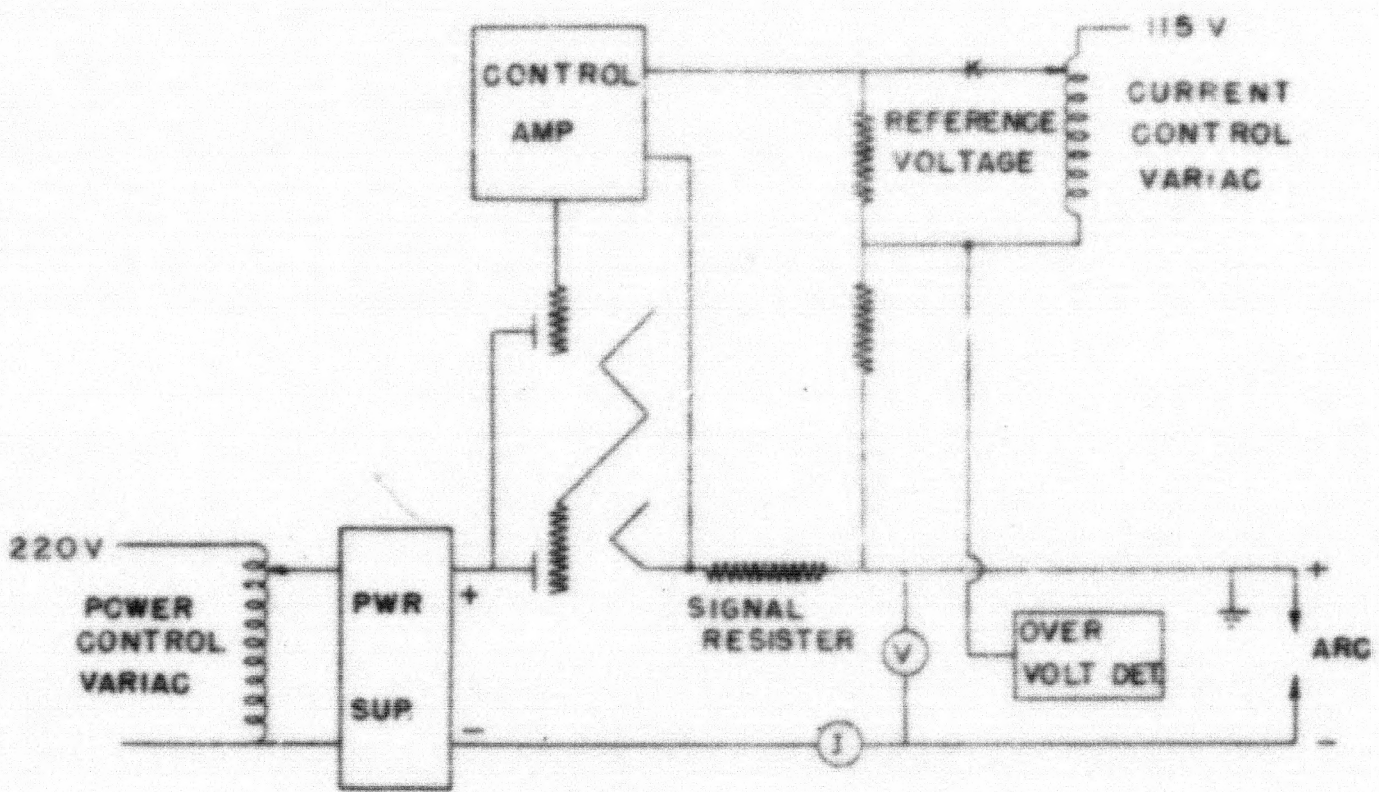 115 V
CONTROL
AMP
REFERENCE
VOLTAGE
CURRENT
CONTROL
VARIAC
220V
POWER
CONTROL
VARIAC
PWR
SUP.
+
-
SIGNAL
RESISTER
V
I
OVER
VOLT DET.
+
ARC
-